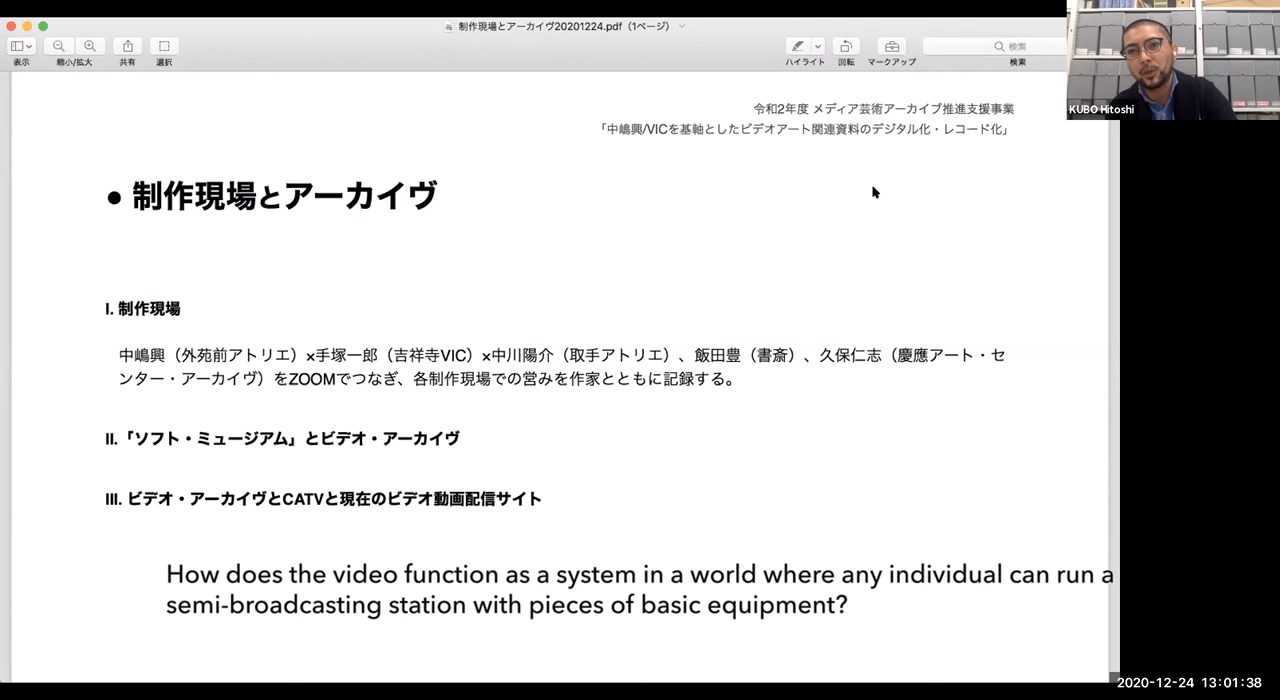 制作現場とアーカイヴ20201224.pdf（1ページ）
表示
縮小/拡大
共有
選択
ハイライト
回転
マークアップ
検索
検索
KUBO Hitoshi
令和2年度 メディア芸術アーカイブ推進支援事業
「中嶋興/VICを基軸としたビデオアート関連資料のデジタル化・レコード化」
● 制作現場とアーカイヴ
I. 制作現場
中嶋興（外苑前アトリエ）×手塚一郎（吉祥寺VIC）×中川陽介（取手アトリエ）、飯田豊（書斎）、久保仁志（慶應アート・セ
ンター・アーカイヴ）をZOOMでつなぎ、各制作現場での営みを作家とともに記録する。
II.「ソフト・ミュージアム」とビデオ・アーカイヴ
III. ビデオ・アーカイヴとCATVと現在のビデオ動画配信サイト
How does the video function as a system in a world where any individual can run a
semi-broadcasting station with pieces of basic equipment?
2020-12-24 13:01:38